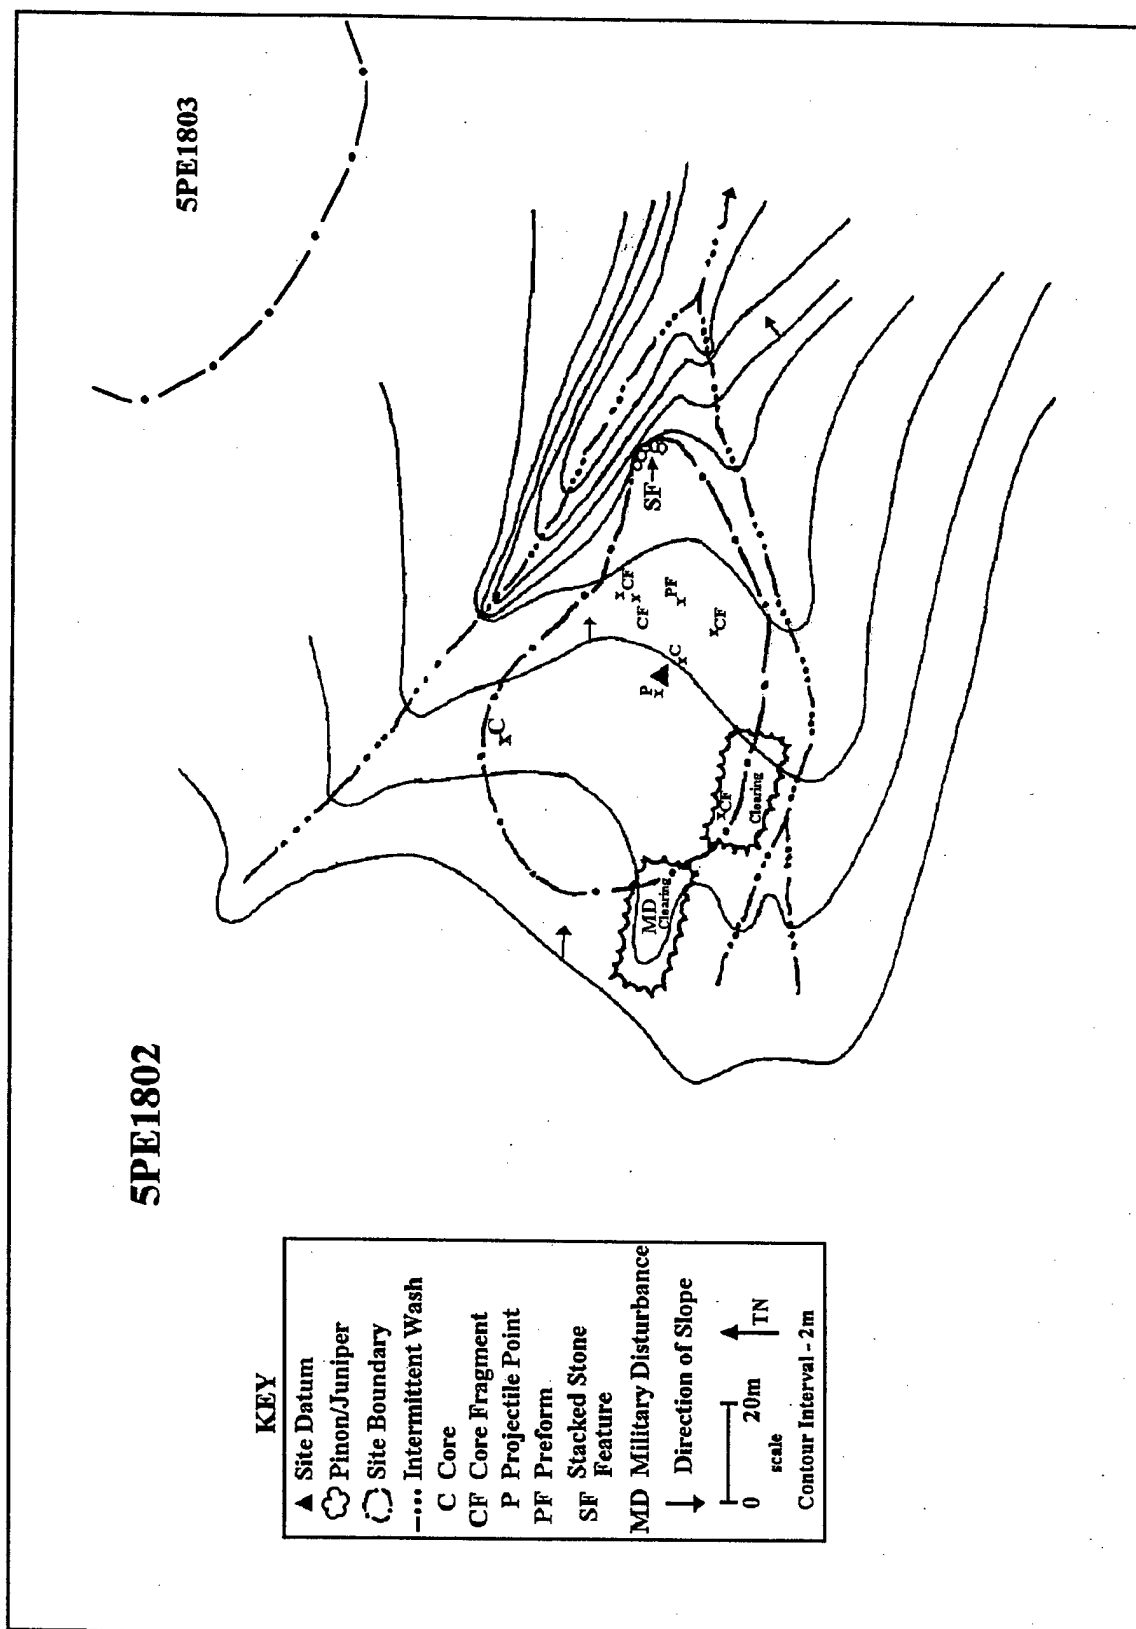 5PE1802
5PE1803
KEY
Site Datum
Pinon/Juniper
Site Boundary
Intermittent Wash
C Core
CF Core Fragment
P Projectile Point
PF Preform
SF Stacked Stone
Feature
MD Military Disturbance
Direction of Slope
0 20m
scale
TN
Contour Interval - 2m
C
P
C
CF
CF
PF
CF
SF
MD
Clearing
CF
Clearing